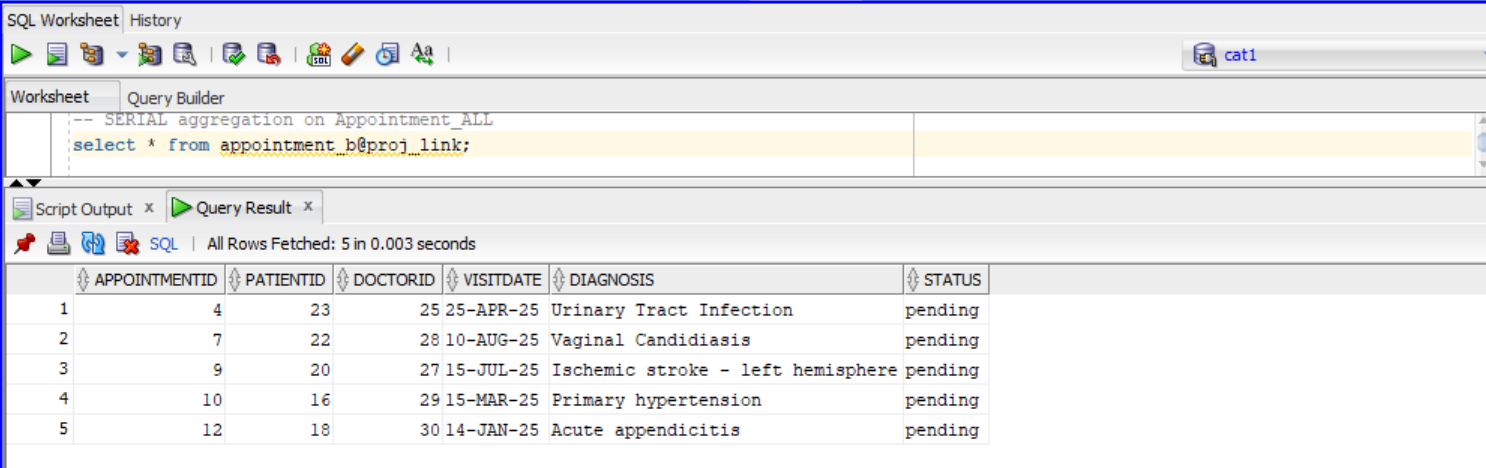 SQL Worksheet History
SQL Aa cat1
Worksheet Query Builder
-- SERIAL aggregation on Appointment_ALL
select * from appointment_b@proj_link;
Script Output x Query Result x
SQL | All Rows Fetched: 5 in 0.003 seconds
APPOINTMENTID PATIENTID DOCTORID VISITDATE DIAGNOSIS STATUS
1 4 23 25 25-APR-25 Urinary Tract Infection pending
2 7 22 28 10-AUG-25 Vaginal Candidiasis pending
3 9 20 27 15-JUL-25 Ischemic stroke - left hemisphere pending
4 10 16 29 15-MAR-25 Primary hypertension pending
5 12 18 30 14-JAN-25 Acute appendicitis pending